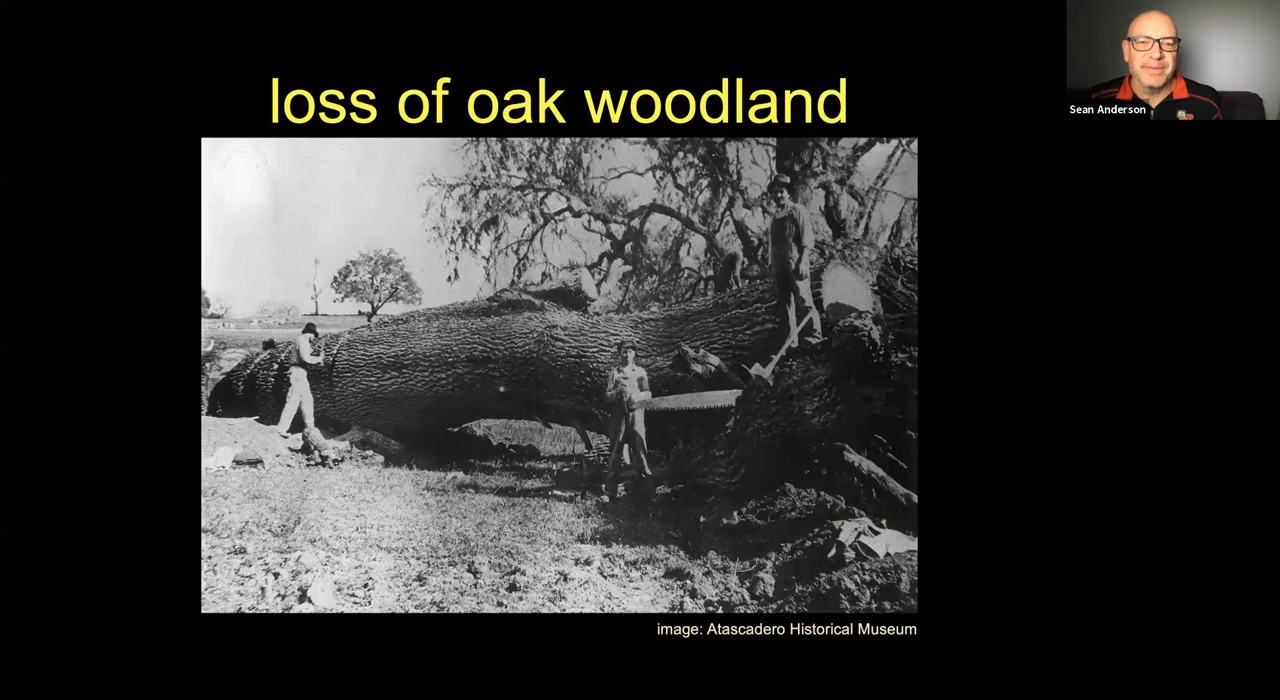 loss of oak woodland
Sean Anderson
image: Atascadero Historical Museum